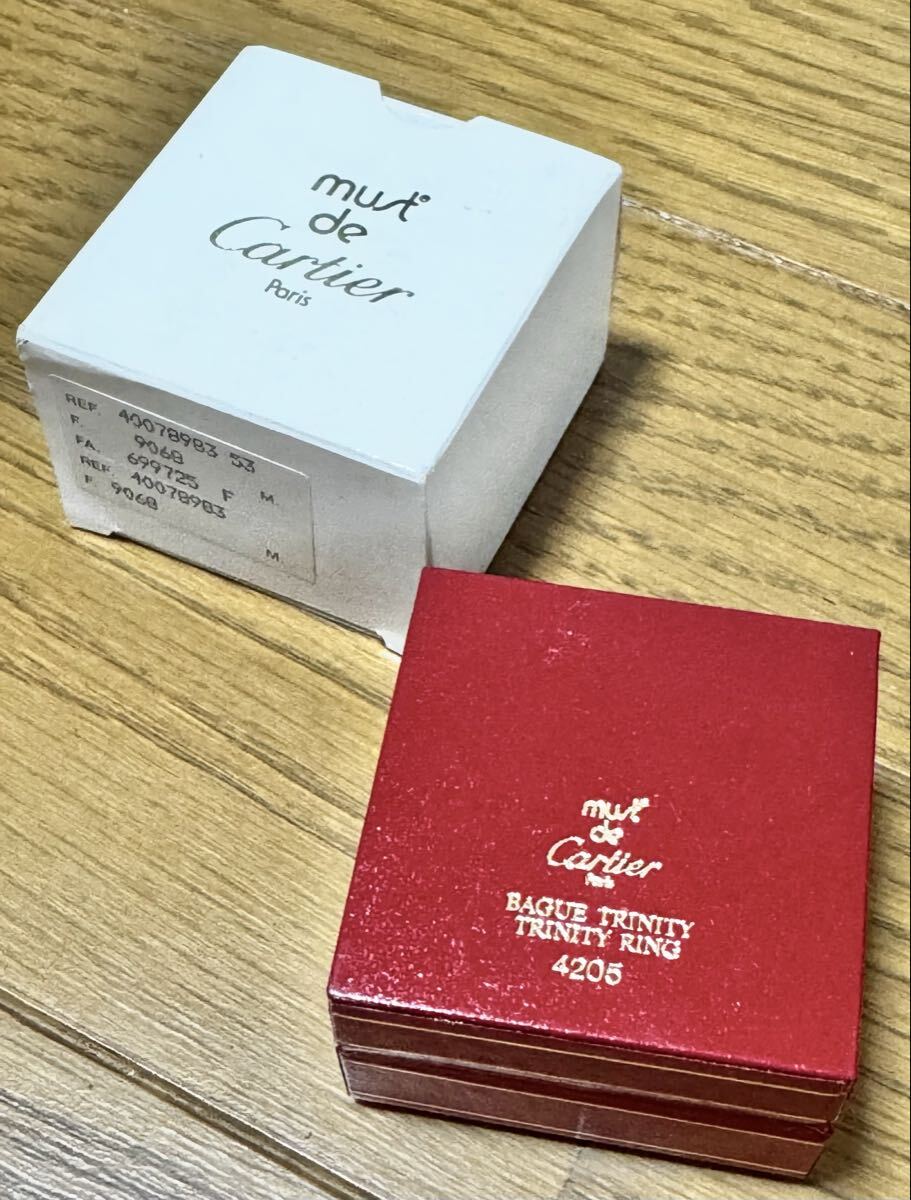 must
de
Cartier
Paris
REF. 40078983 53
F. 9068
FA. 699725 F M.
REF. 40078983
F. 9068
M.
must
de
Cartier
Paris
BAGUE TRINITY
TRINITY RING
4205